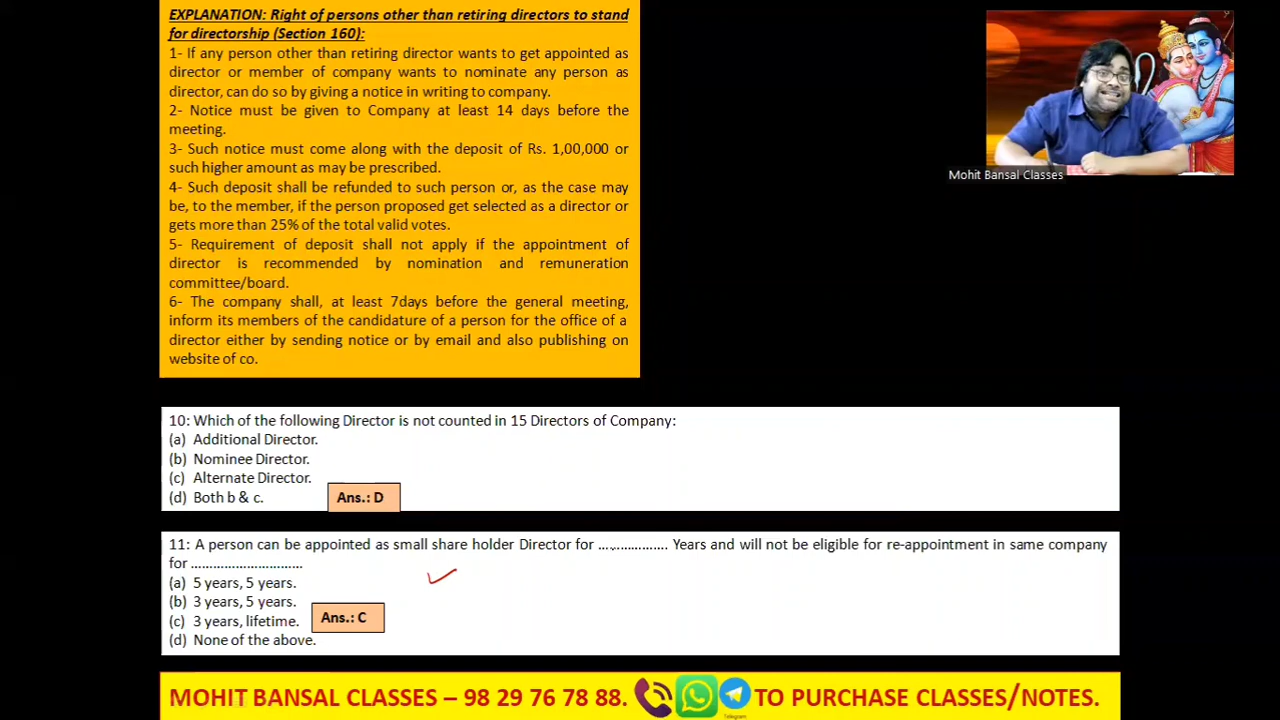 EXPLANATION: Right of persons other than retiring directors to stand
for directorship (Section 160):
1- If any person other than retiring director wants to get appointed as
director or member of company wants to nominate any person as
director, can do so by giving a notice in writing to company.
2- Notice must be given to Company at least 14 days before the
meeting.
3- Such notice must come along with the deposit of Rs. 1,00,000 or
such higher amount as may be prescribed.
4- Such deposit shall be refunded to such person or, as the case may
be, to the member, if the person proposed get selected as a director or
gets more than 25% of the total valid votes.
5- Requirement of deposit shall not apply if the appointment of
director is recommended by nomination and remuneration
committee/board.
6- The company shall, at least 7days before the general meeting,
inform its members of the candidature of a person for the office of a
director either by sending notice or by email and also publishing on
website of co.
Mohit Bansal Classes
10: Which of the following Director is not counted in 15 Directors of Company:
(a) Additional Director.
(b) Nominee Director.
(c) Alternate Director.
(d) Both b & c.
Ans.: D
11: A person can be appointed as small share holder Director for ……………… Years and will not be eligible for re-appointment in same company
for …………………………
(a) 5 years, 5 years.
(b) 3 years, 5 years.
(c) 3 years, lifetime.
Ans.: C
(d) None of the above.
MOHIT BANSAL CLASSES – 98 29 76 78 88. TO PURCHASE CLASSES/NOTES.
Telegram